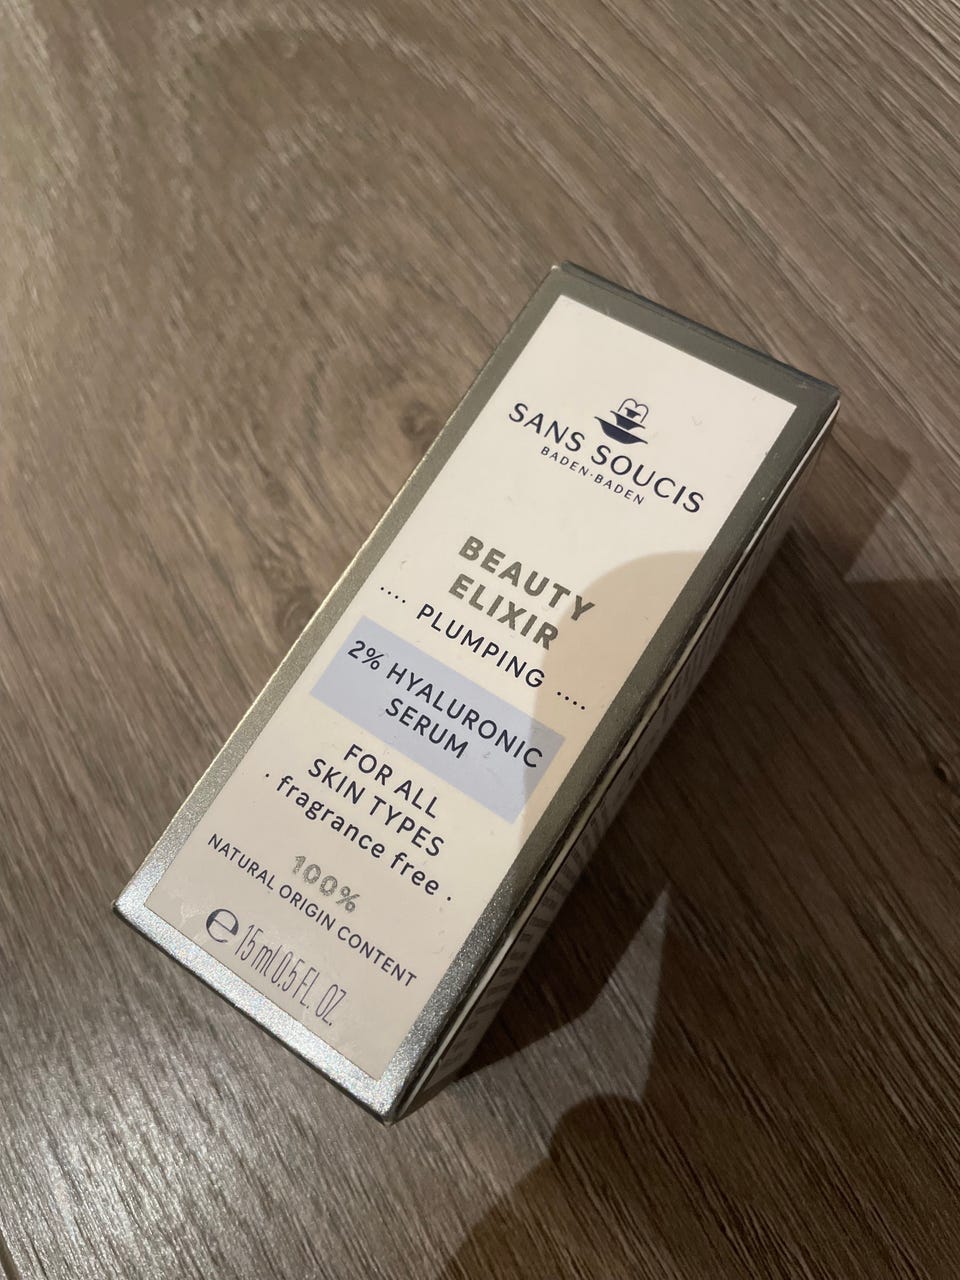 SANS SOUCIS
BADEN·BADEN
BEAUTY
ELIXIR
.... PLUMPING ....
2% HYALURONIC
SERUM
FOR ALL
SKIN TYPES
· fragrance free ·
100%
NATURAL ORIGIN CONTENT
℮ 15 ml 0.5 FL. OZ.